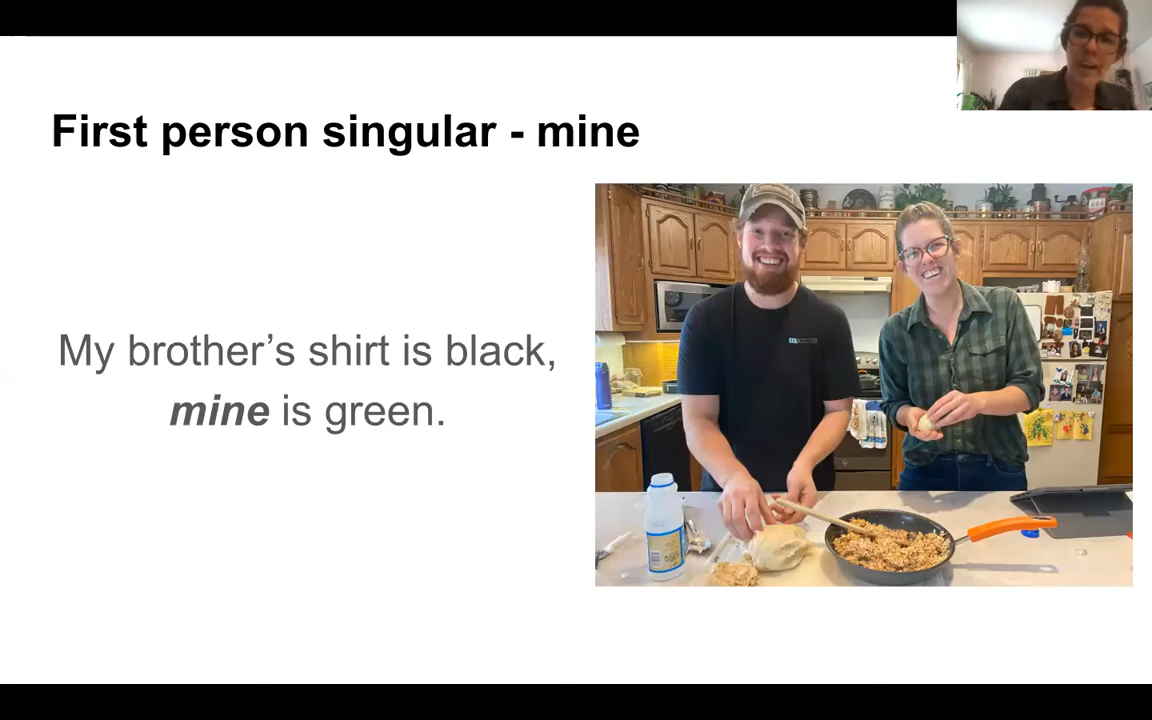 First person singular - mine
My brother’s shirt is black,
mine is green.